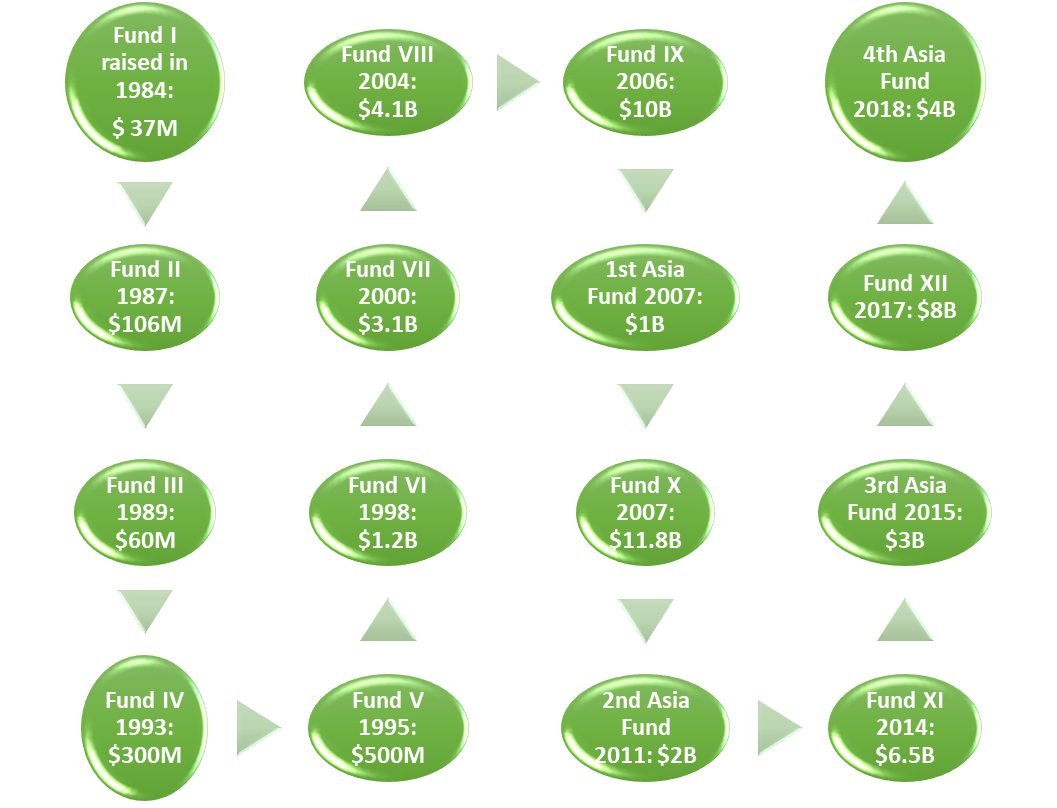 Fund I
raised in
1984:
$ 37M
Fund II
1987:
$106M
Fund III
1989:
$60M
Fund IV
1993:
$300M
Fund V
1995:
$500M
Fund VI
1998:
$1.2B
Fund VII
2000:
$3.1B
Fund VIII
2004:
$4.1B
Fund IX
2006:
$10B
1st Asia
Fund 2007:
$1B
Fund X
2007:
$11.8B
2nd Asia
Fund
2011: $2B
Fund XI
2014:
$6.5B
3rd Asia
Fund 2015:
$3B
Fund XII
2017: $8B
4th Asia
Fund
2018: $4B